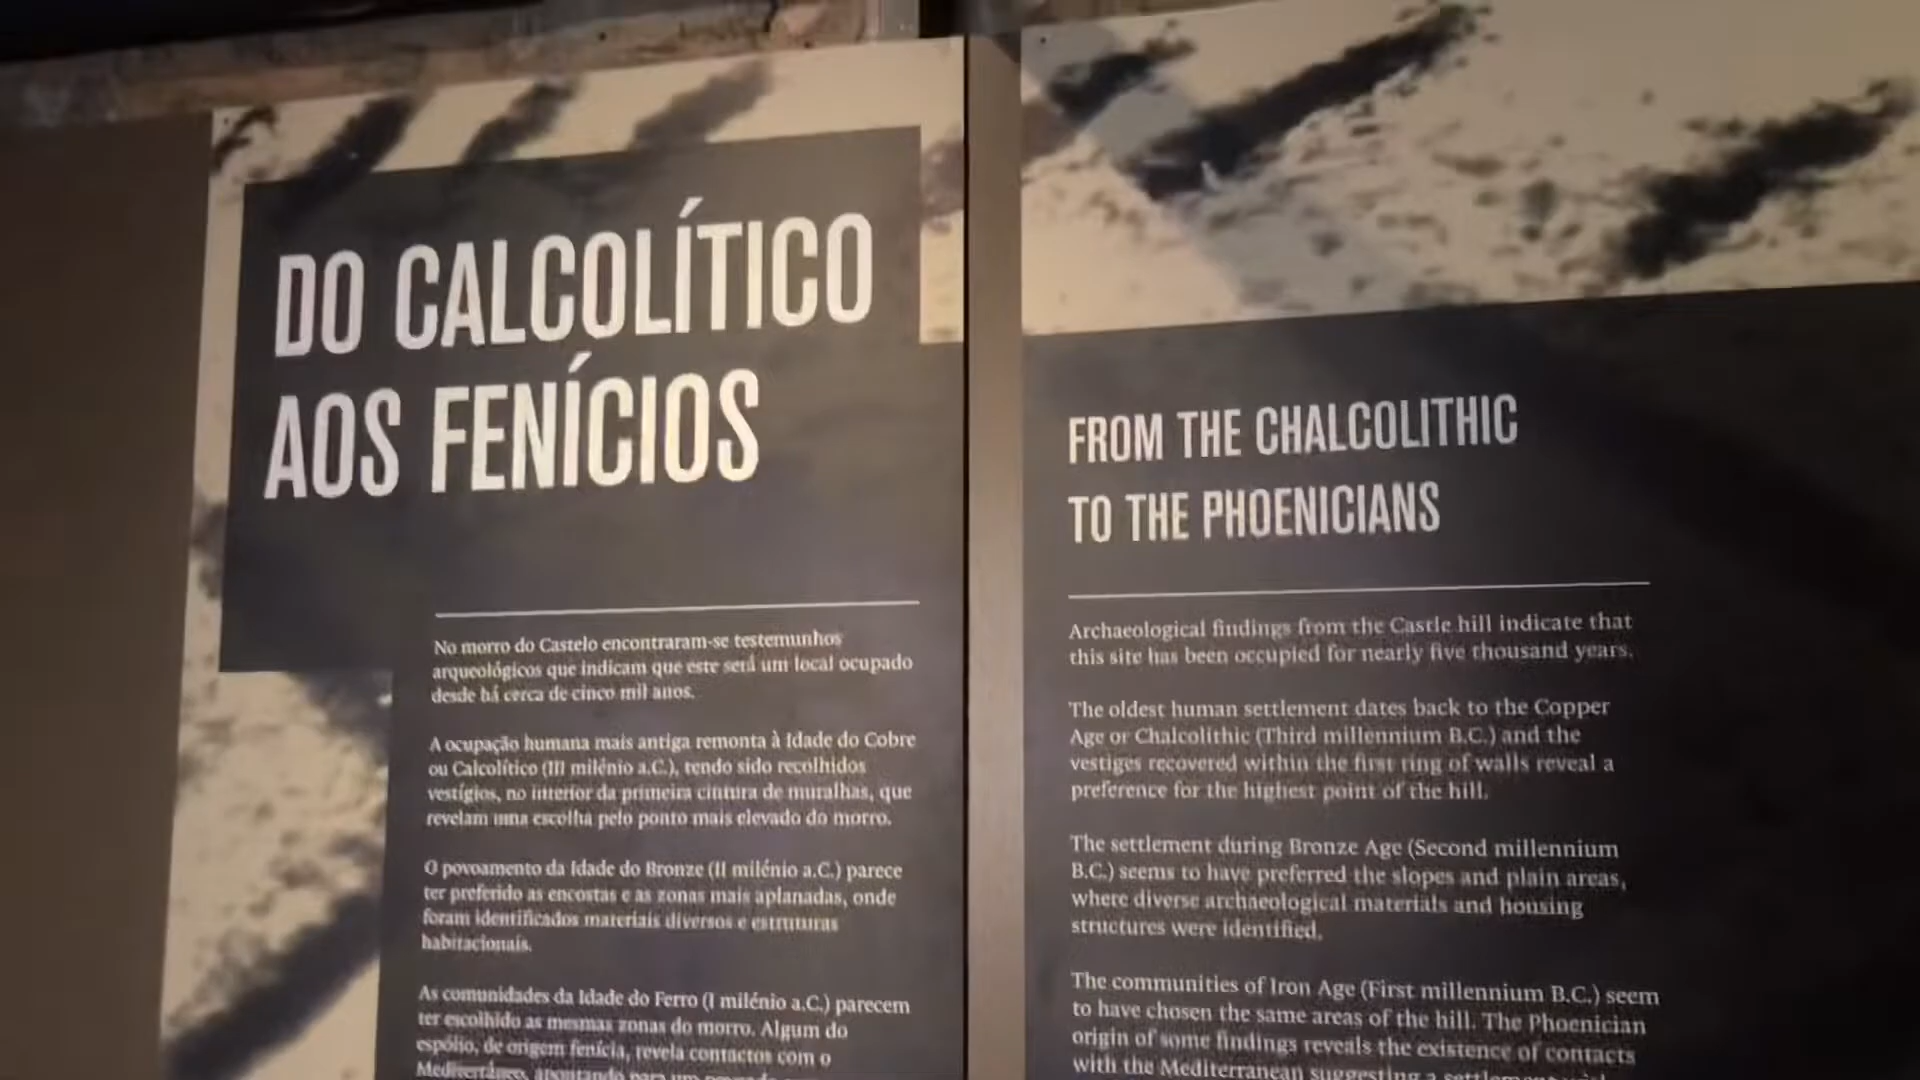 DO CALCOLÍTICO
AOS FENÍCIOS
No morro do Castelo encontraram-se testemunhos
arqueológicos que indicam que este será um local ocupado
desde há cerca de cinco mil anos.
A ocupação humana mais antiga remonta à Idade do Cobre
ou Calcolítico (III milénio a.C.), tendo sido recolhidos
vestígios, no interior da primeira cintura de muralhas, que
revelam uma escolha pelo ponto mais elevado do morro.
O povoamento da Idade do Bronze (II milénio a.C.) parece
ter preferido as encostas e as zonas mais aplanadas, onde
foram identificados materiais diversos e estruturas
habitacionais.
As comunidades da Idade do Ferro (I milénio a.C.) parecem
ter escolhido as mesmas zonas do morro. Algum do
espólio, de origem fenícia, revela contactos com o
Mediterrâneo, apontando para um
FROM THE CHALCOLITHIC
TO THE PHOENICIANS
Archaeological findings from the Castle hill indicate that
this site has been occupied for nearly five thousand years.
The oldest human settlement dates back to the Copper
Age or Chalcolithic (Third millennium B.C.) and the
vestiges recovered within the first ring of walls reveal a
preference for the highest point of the hill.
The settlement during Bronze Age (Second millennium
B.C.) seems to have preferred the slopes and plain areas,
where diverse archaeological materials and housing
structures were identified.
The communities of Iron Age (First millennium B.C.) seem
to have chosen the same areas of the hill. The Phoenician
origin of some findings reveals the existence of contacts
with the Mediterranean suggesting a